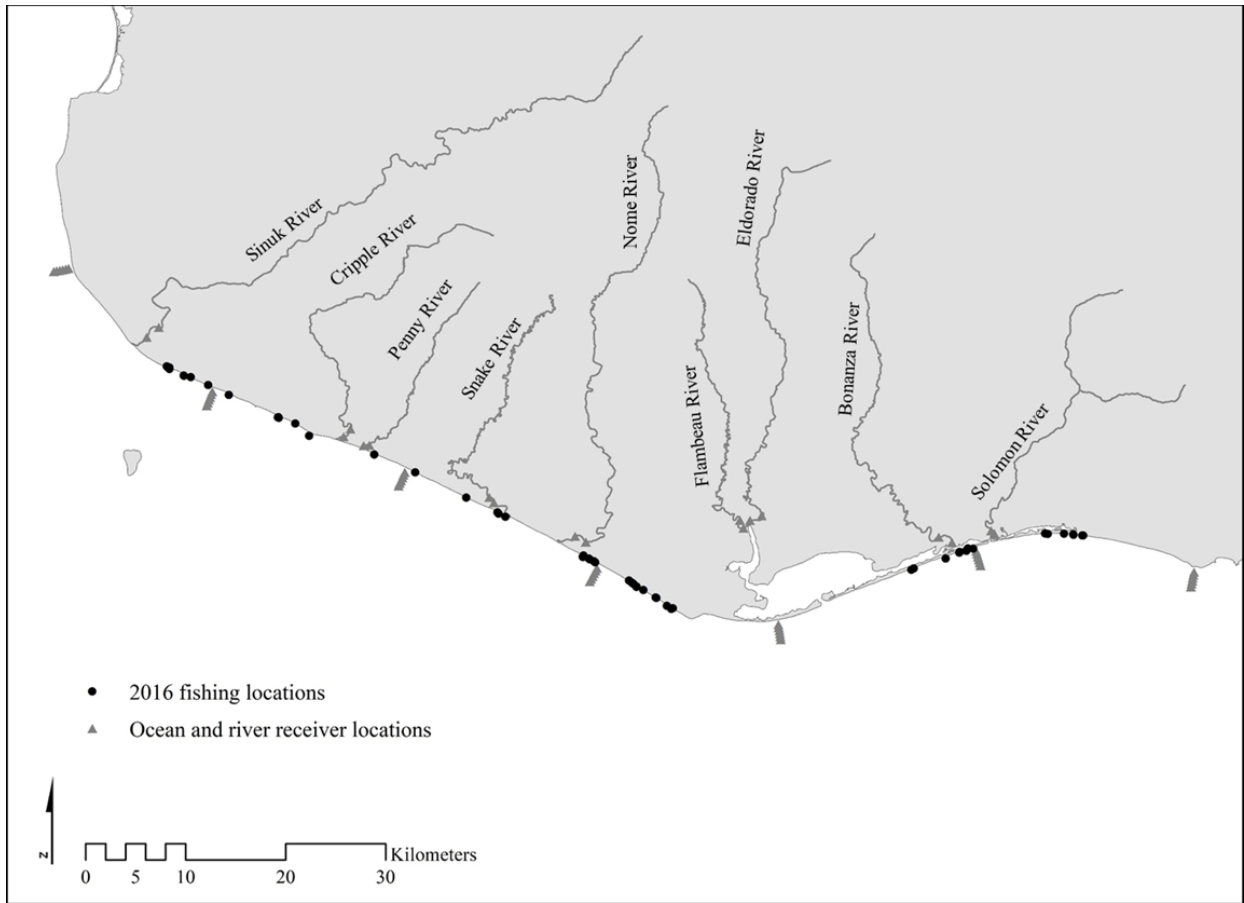 Sinuk River
Cripple River
Penny River
Snake River
Nome River
Flambeau River
Eldorado River
Bonanza River
Solomon River
2016 fishing locations
Ocean and river receiver locations
N
Kilometers
0 5 10 20 30